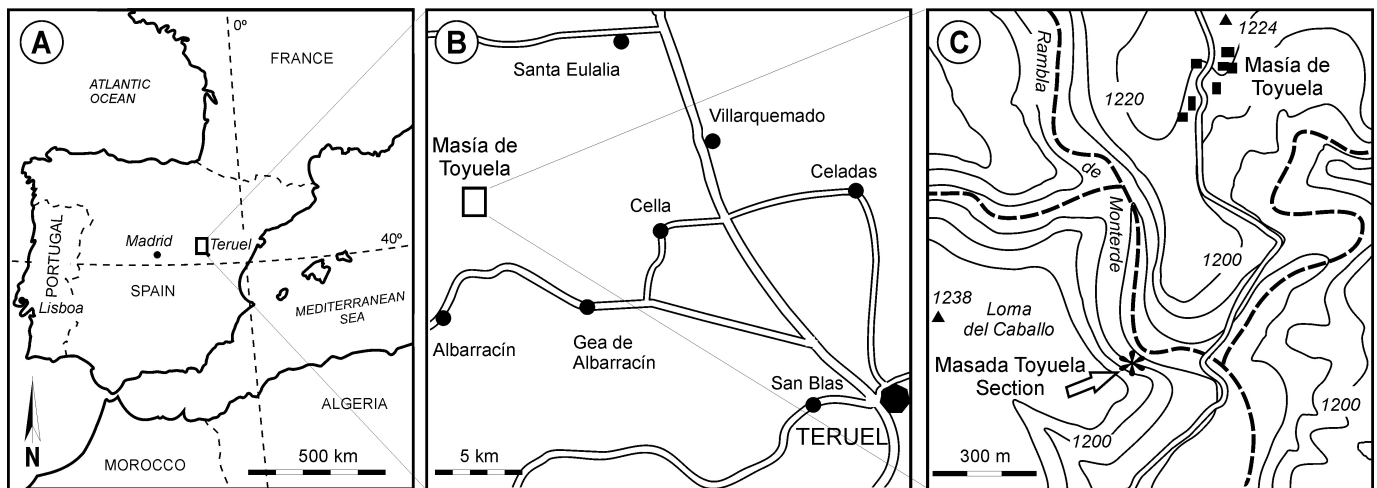 A
0º
FRANCE
ATLANTIC
OCEAN
PORTUGAL
Madrid
Teruel
40º
SPAIN
Lisboa
MEDITERRANEAN
SEA
ALGERIA
N
MOROCCO
500 km
B
Santa Eulalia
Villarquemado
Masía de
Toyuela
Celadas
Cella
Albarracín
Gea de
Albarracín
San Blas
TERUEL
5 km
C
Rambla
de
Monterde
1224
Masía de
Toyuela
1220
1200
1238
Loma
del Caballo
Masada Toyuela
Section
1200
1200
300 m